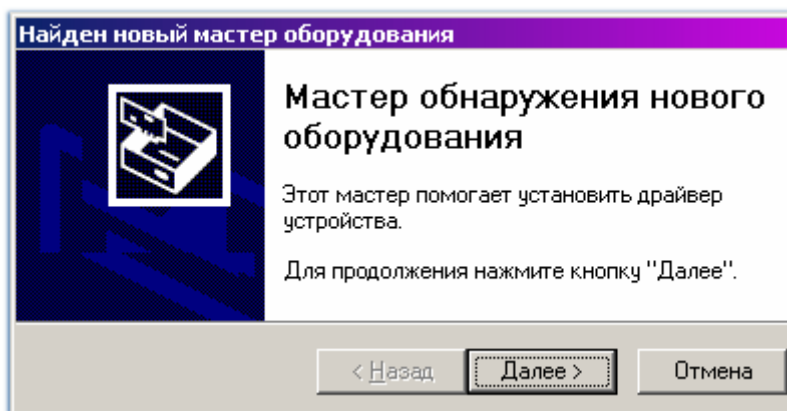 Найден новый мастер оборудования
Мастер обнаружения нового
оборудования
Этот мастер помогает установить драйвер
устройства.
Для продолжения нажмите кнопку "Далее".
< Назад Далее > Отмена